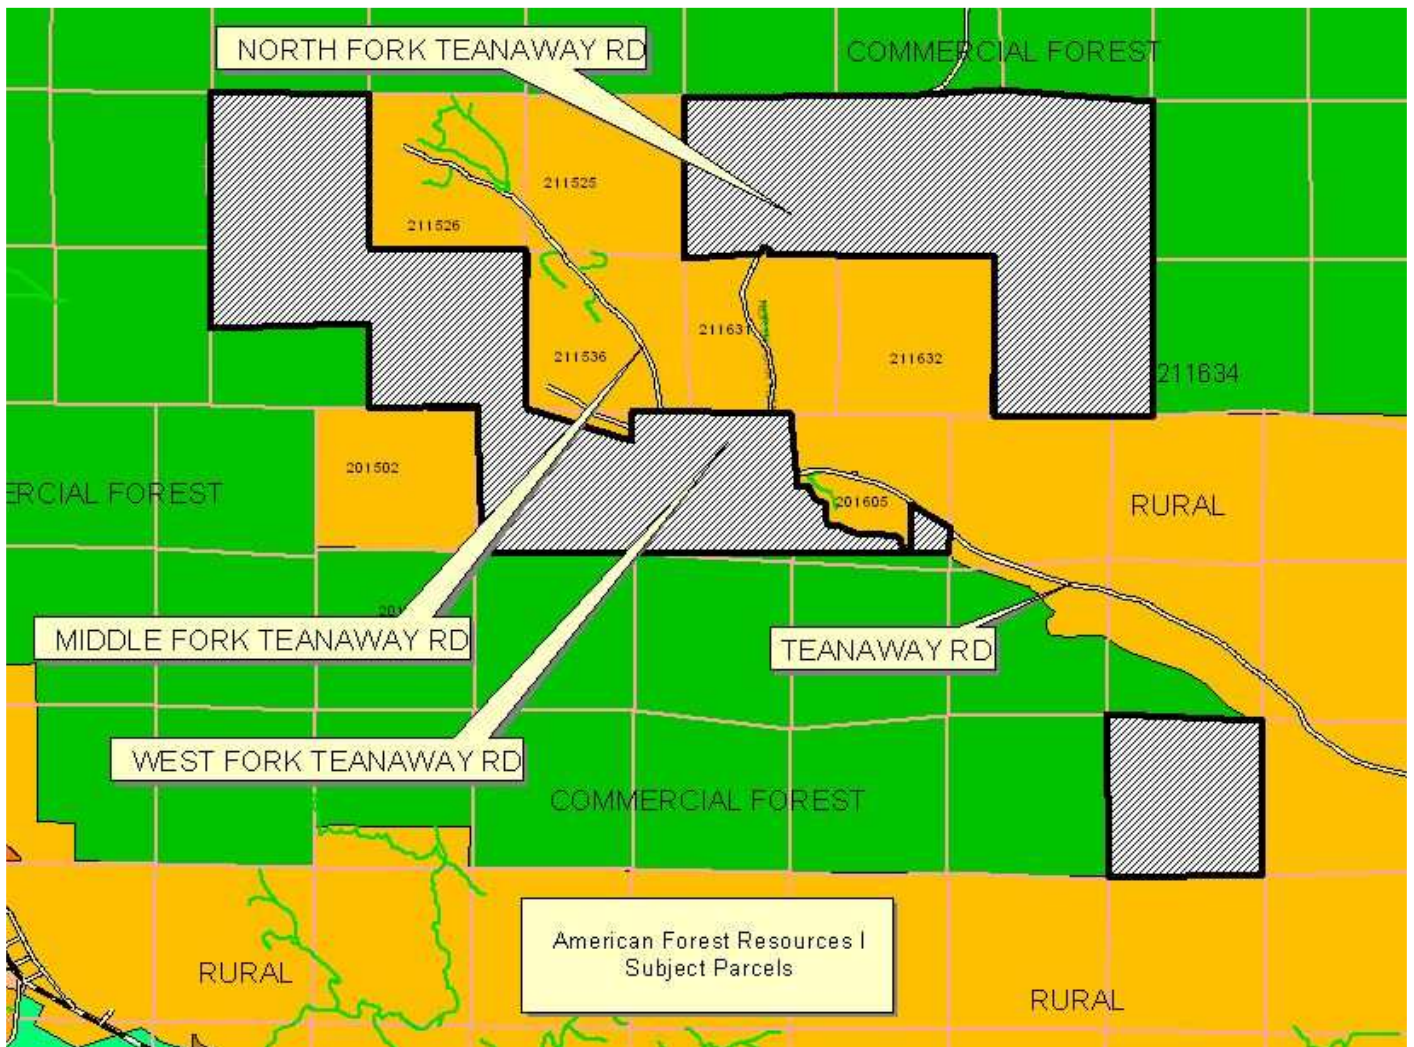 NORTH FORK TEANAWAY RD
COMMERCIAL FOREST
211525
211526
211631
211536
211632
211634
201502
ERCIAL FOREST
201605
RURAL
MIDDLE FORK TEANAWAY RD
TEANAWAY RD
WEST FORK TEANAWAY RD
COMMERCIAL FOREST
American Forest Resources I
Subject Parcels
RURAL
RURAL